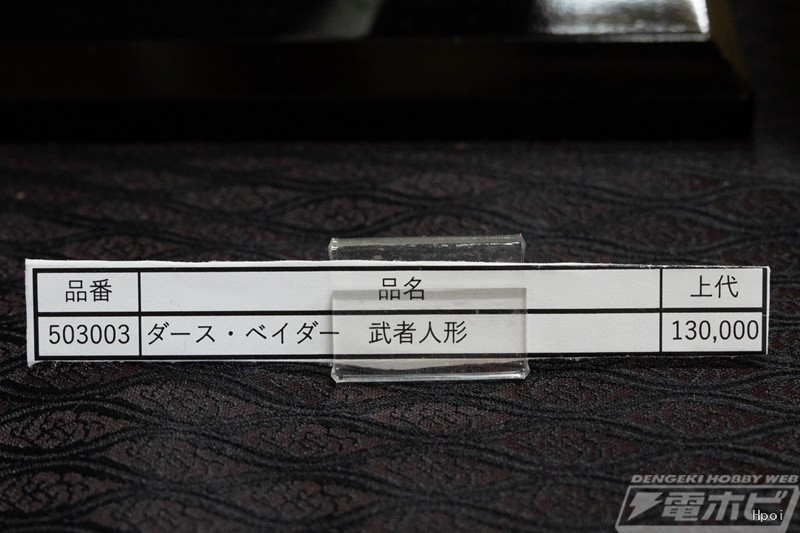 品番 品名 上代
503003 ダース・ベイダー 武者人形 130,000
DENGEKI HOBBY WEB
電ホビ
Hpoi